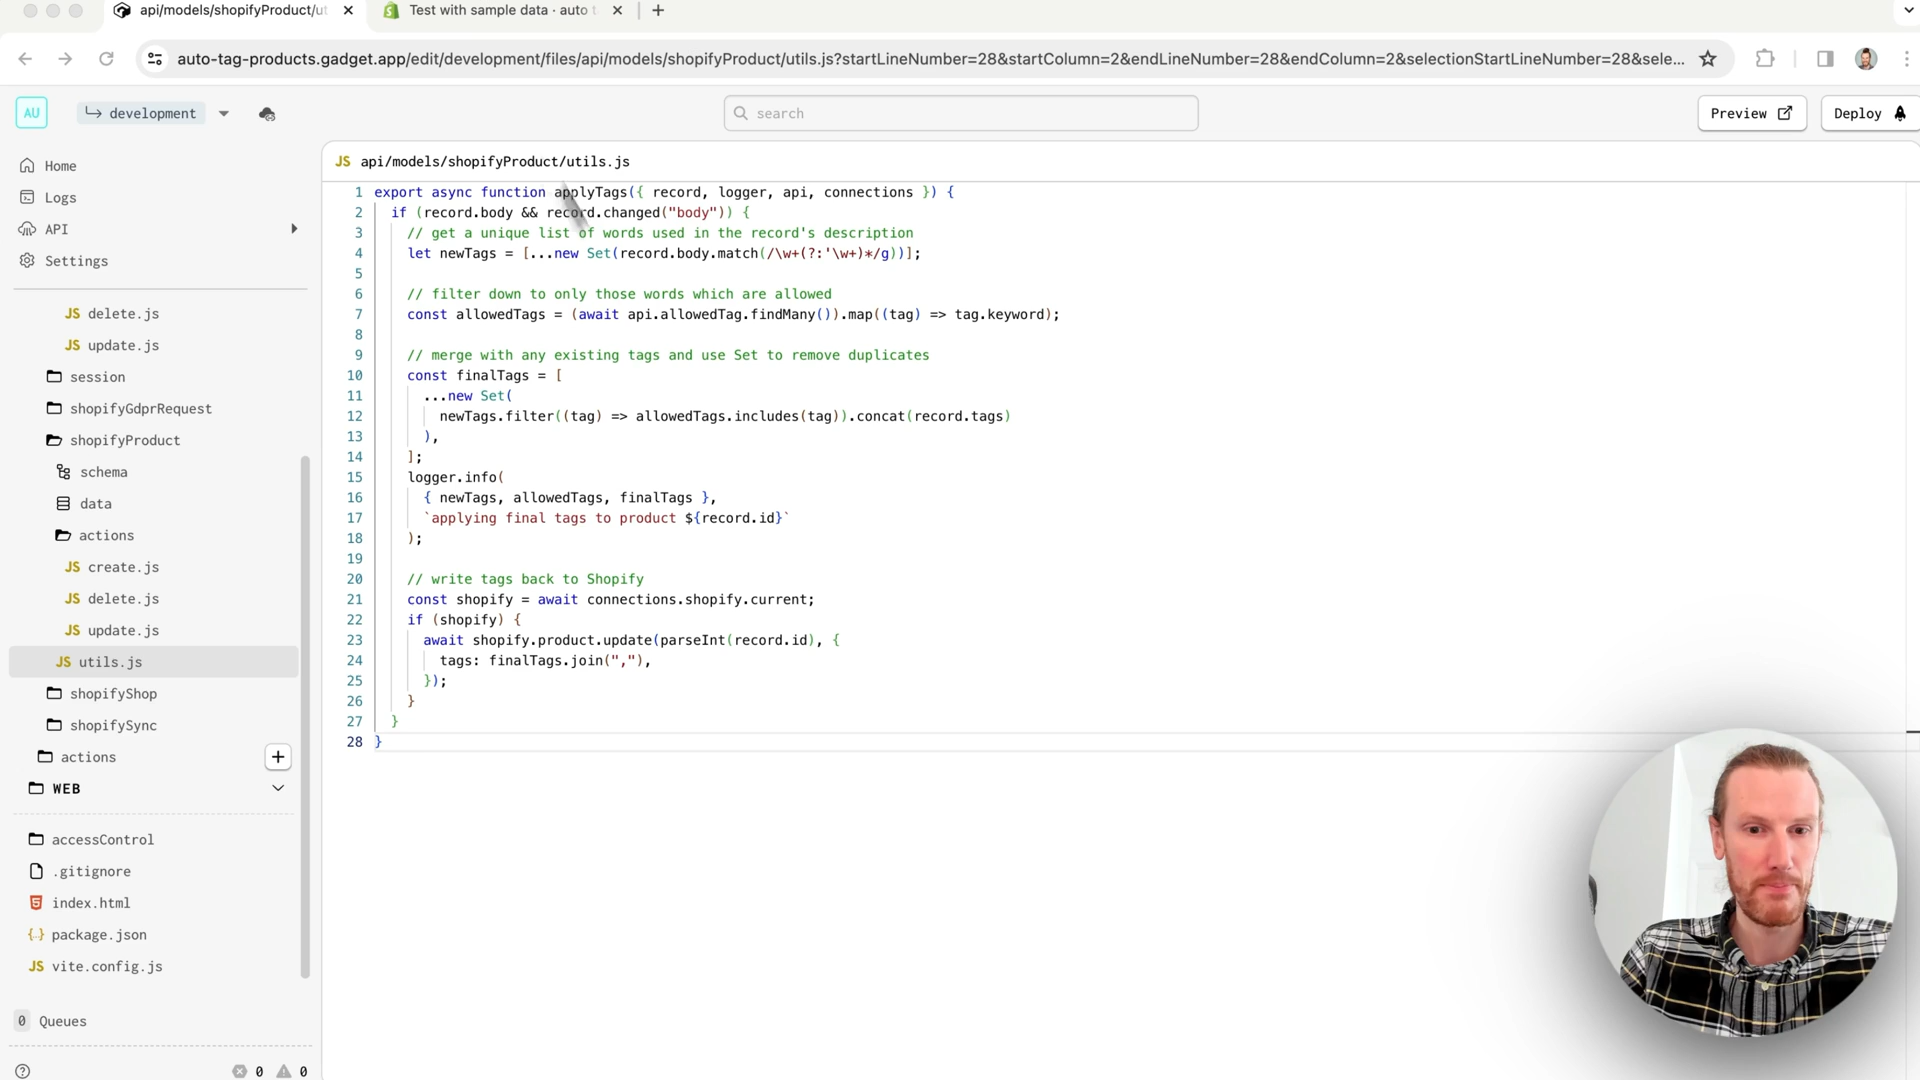 api/models/shopifyProduct/ut
Test with sample data · auto t
auto-tag-products.gadget.app/edit/development/files/api/models/shopifyProduct/utils.js?startLineNumber=28&startColumn=2&endLineNumber=28&endColumn=2&selectionStartLineNumber=28&sele...
AU
development
search
Preview
Deploy
Home
Logs
API
Settings
JS delete.js
JS update.js
session
shopifyGdprRequest
shopifyProduct
schema
data
actions
JS create.js
JS delete.js
JS update.js
JS utils.js
shopifyShop
shopifySync
actions
WEB
accessControl
.gitignore
index.html
package.json
JS vite.config.js
0 Queues
0 0
JS api/models/shopifyProduct/utils.js
1 export async function applyTags({ record, logger, api, connections }) {
2 if (record.body && record.changed("body")) {
3 // get a unique list of words used in the record's description
4 let newTags = [...new Set(record.body.match(/\w+(?:'\w+)*/g))];
5
6 // filter down to only those words which are allowed
7 const allowedTags = (await api.allowedTag.findMany()).map((tag) => tag.keyword);
8
9 // merge with any existing tags and use Set to remove duplicates
10 const finalTags = [
11 ...new Set(
12 newTags.filter((tag) => allowedTags.includes(tag)).concat(record.tags)
13 ),
14 ];
15 logger.info(
16 { newTags, allowedTags, finalTags },
17 `applying final tags to product ${record.id}`
18 );
19
20 // write tags back to Shopify
21 const shopify = await connections.shopify.current;
22 if (shopify) {
23 await shopify.product.update(parseInt(record.id), {
24 tags: finalTags.join(","),
25 });
26 }
27 }
28 }